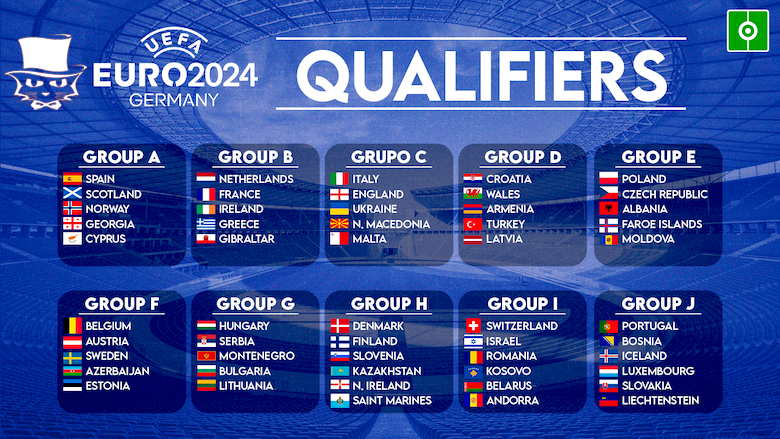 UEFA
EURO2024
GERMANY
QUALIFIERS
GROUP A
SPAIN
SCOTLAND
NORWAY
GEORGIA
CYPRUS
GROUP B
NETHERLANDS
FRANCE
IRELAND
GREECE
GIBRALTAR
GRUPO C
ITALY
ENGLAND
UKRAINE
N. MACEDONIA
MALTA
GROUP D
CROATIA
WALES
ARMENIA
TURKEY
LATVIA
GROUP E
POLAND
CZECH REPUBLIC
ALBANIA
FAROE ISLANDS
MOLDOVA
GROUP F
BELGIUM
AUSTRIA
SWEDEN
AZERBAIJAN
ESTONIA
GROUP G
HUNGARY
SERBIA
MONTENEGRO
BULGARIA
LITHUANIA
GROUP H
DENMARK
FINLAND
SLOVENIA
KAZAKHSTAN
N. IRELAND
SAINT MARINES
GROUP I
SWITZERLAND
ISRAEL
ROMANIA
KOSOVO
BELARUS
ANDORRA
GROUP J
PORTUGAL
BOSNIA
ICELAND
LUXEMBOURG
SLOVAKIA
LIECHTENSTEIN